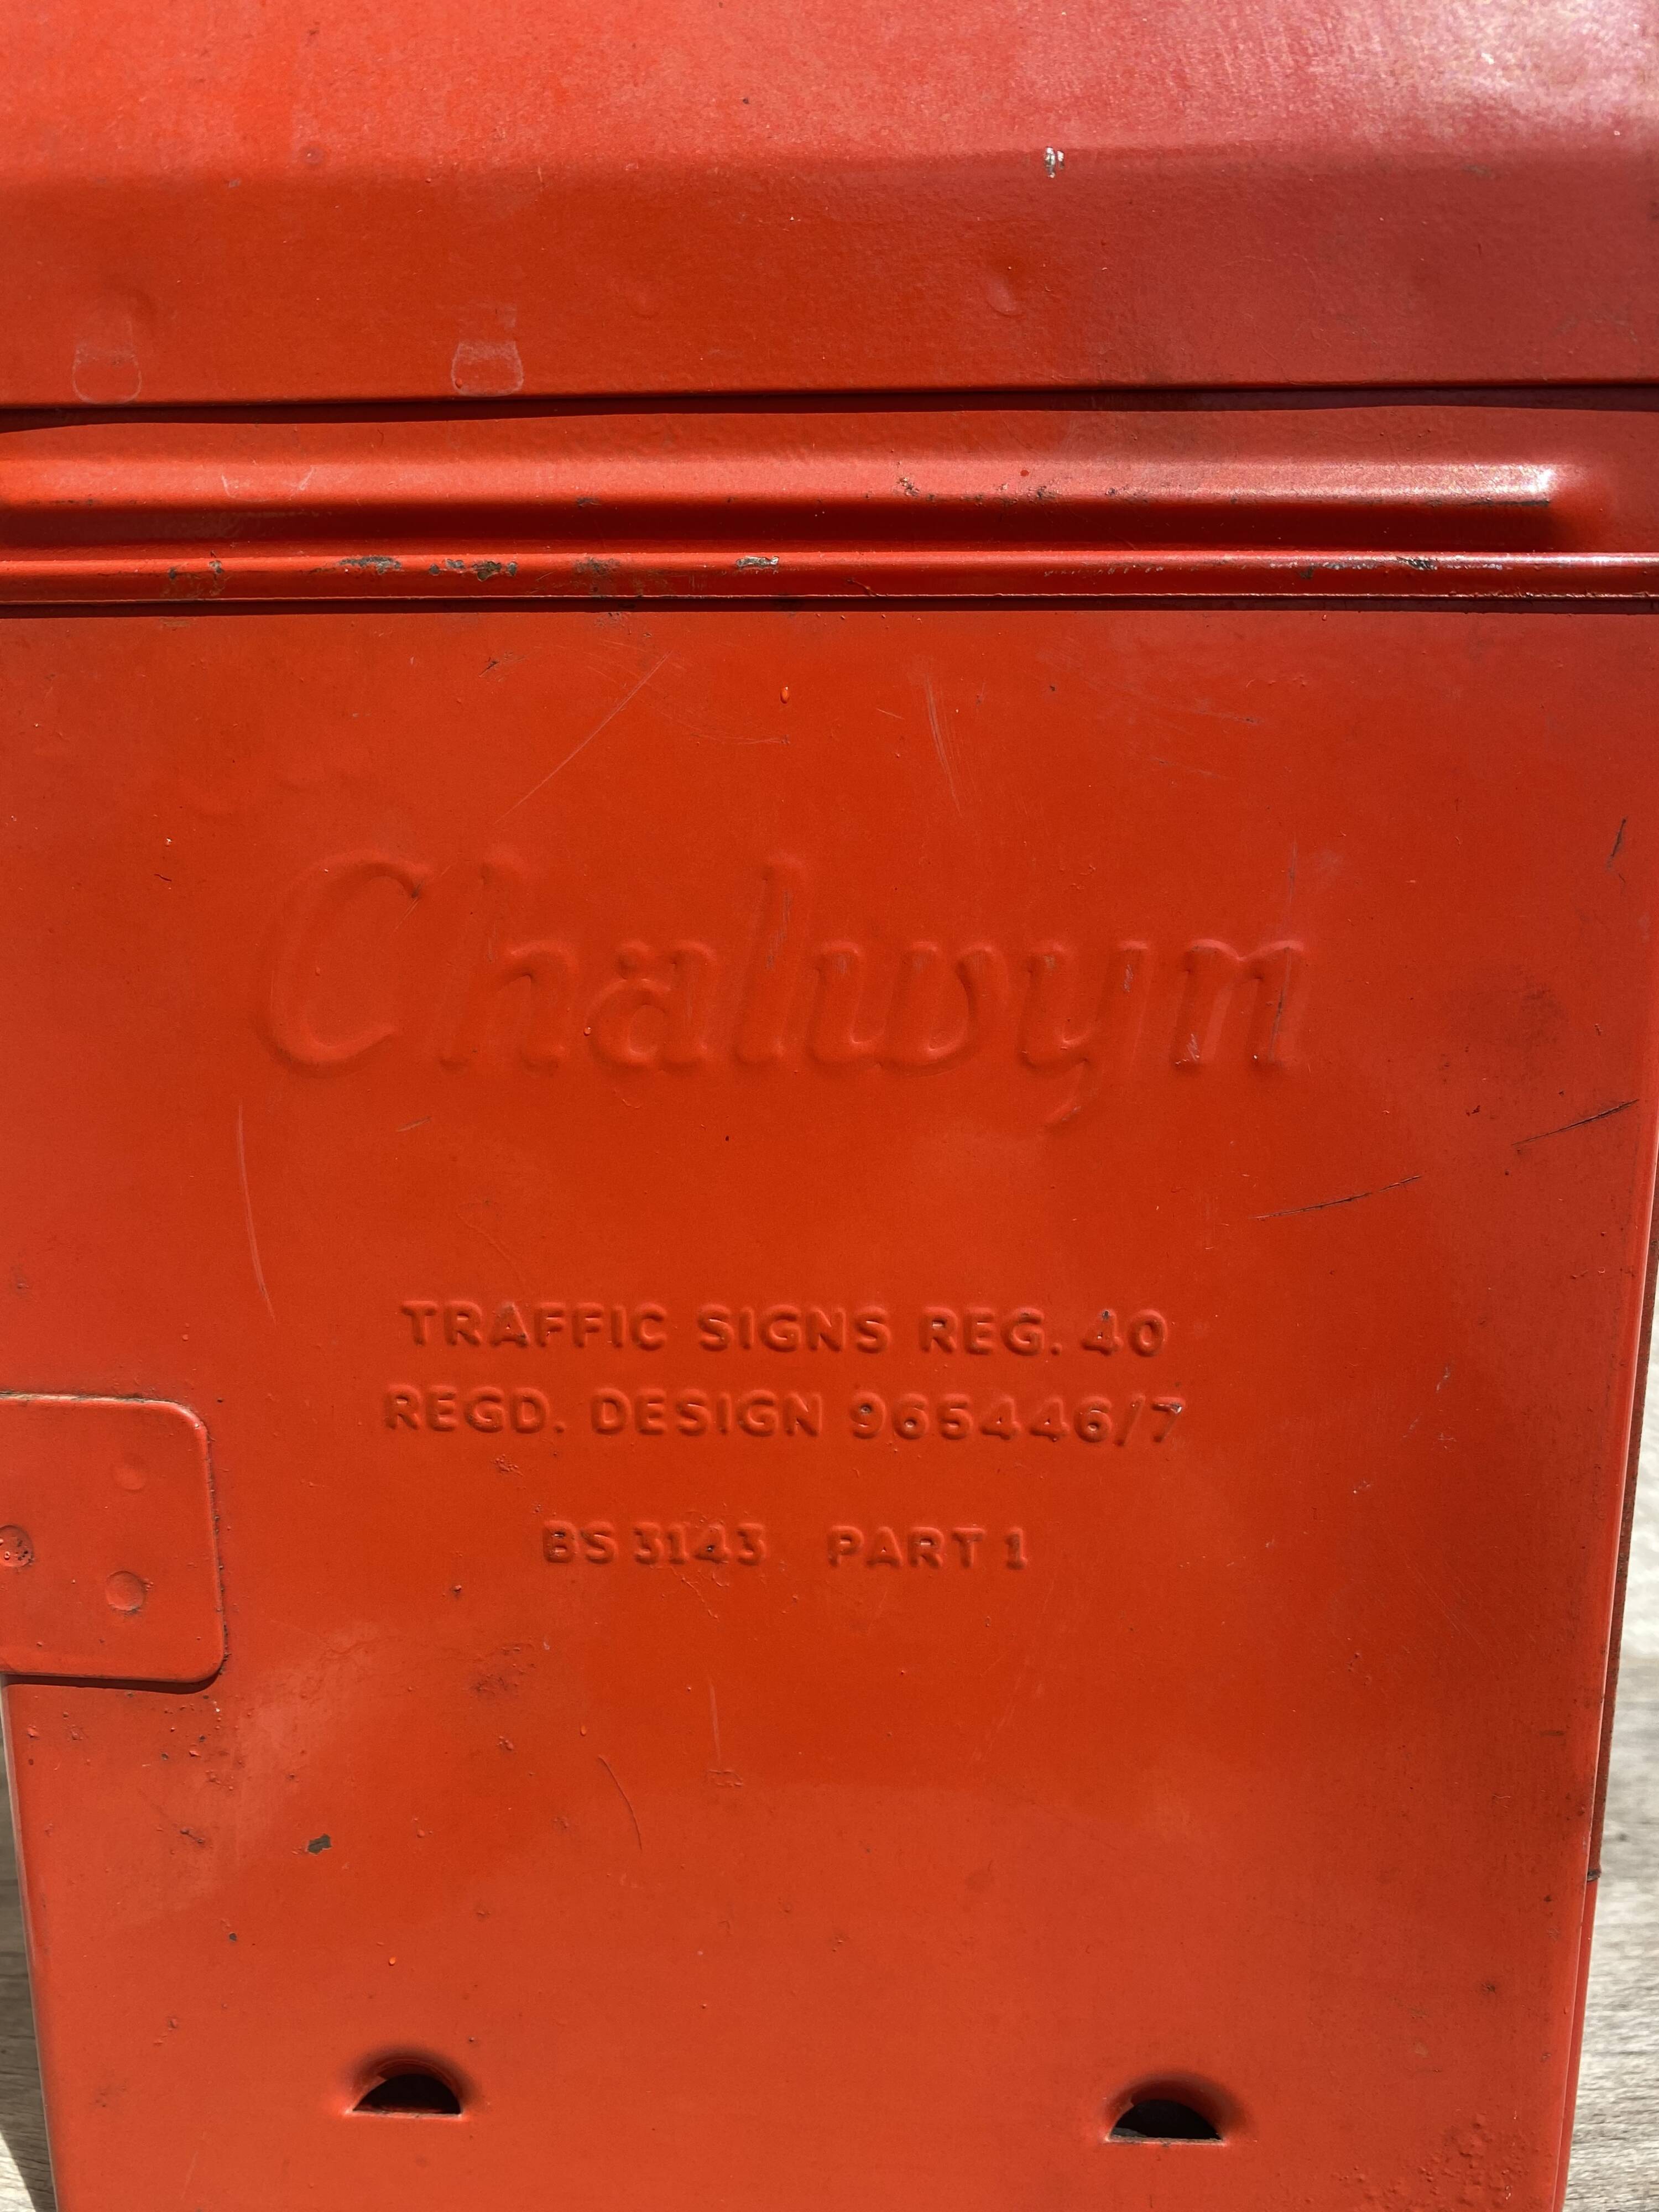 Chalwyn
TRAFFIC SIGNS REG. 40
REGD. DESIGN 965446/7
BS 3143 PART 1